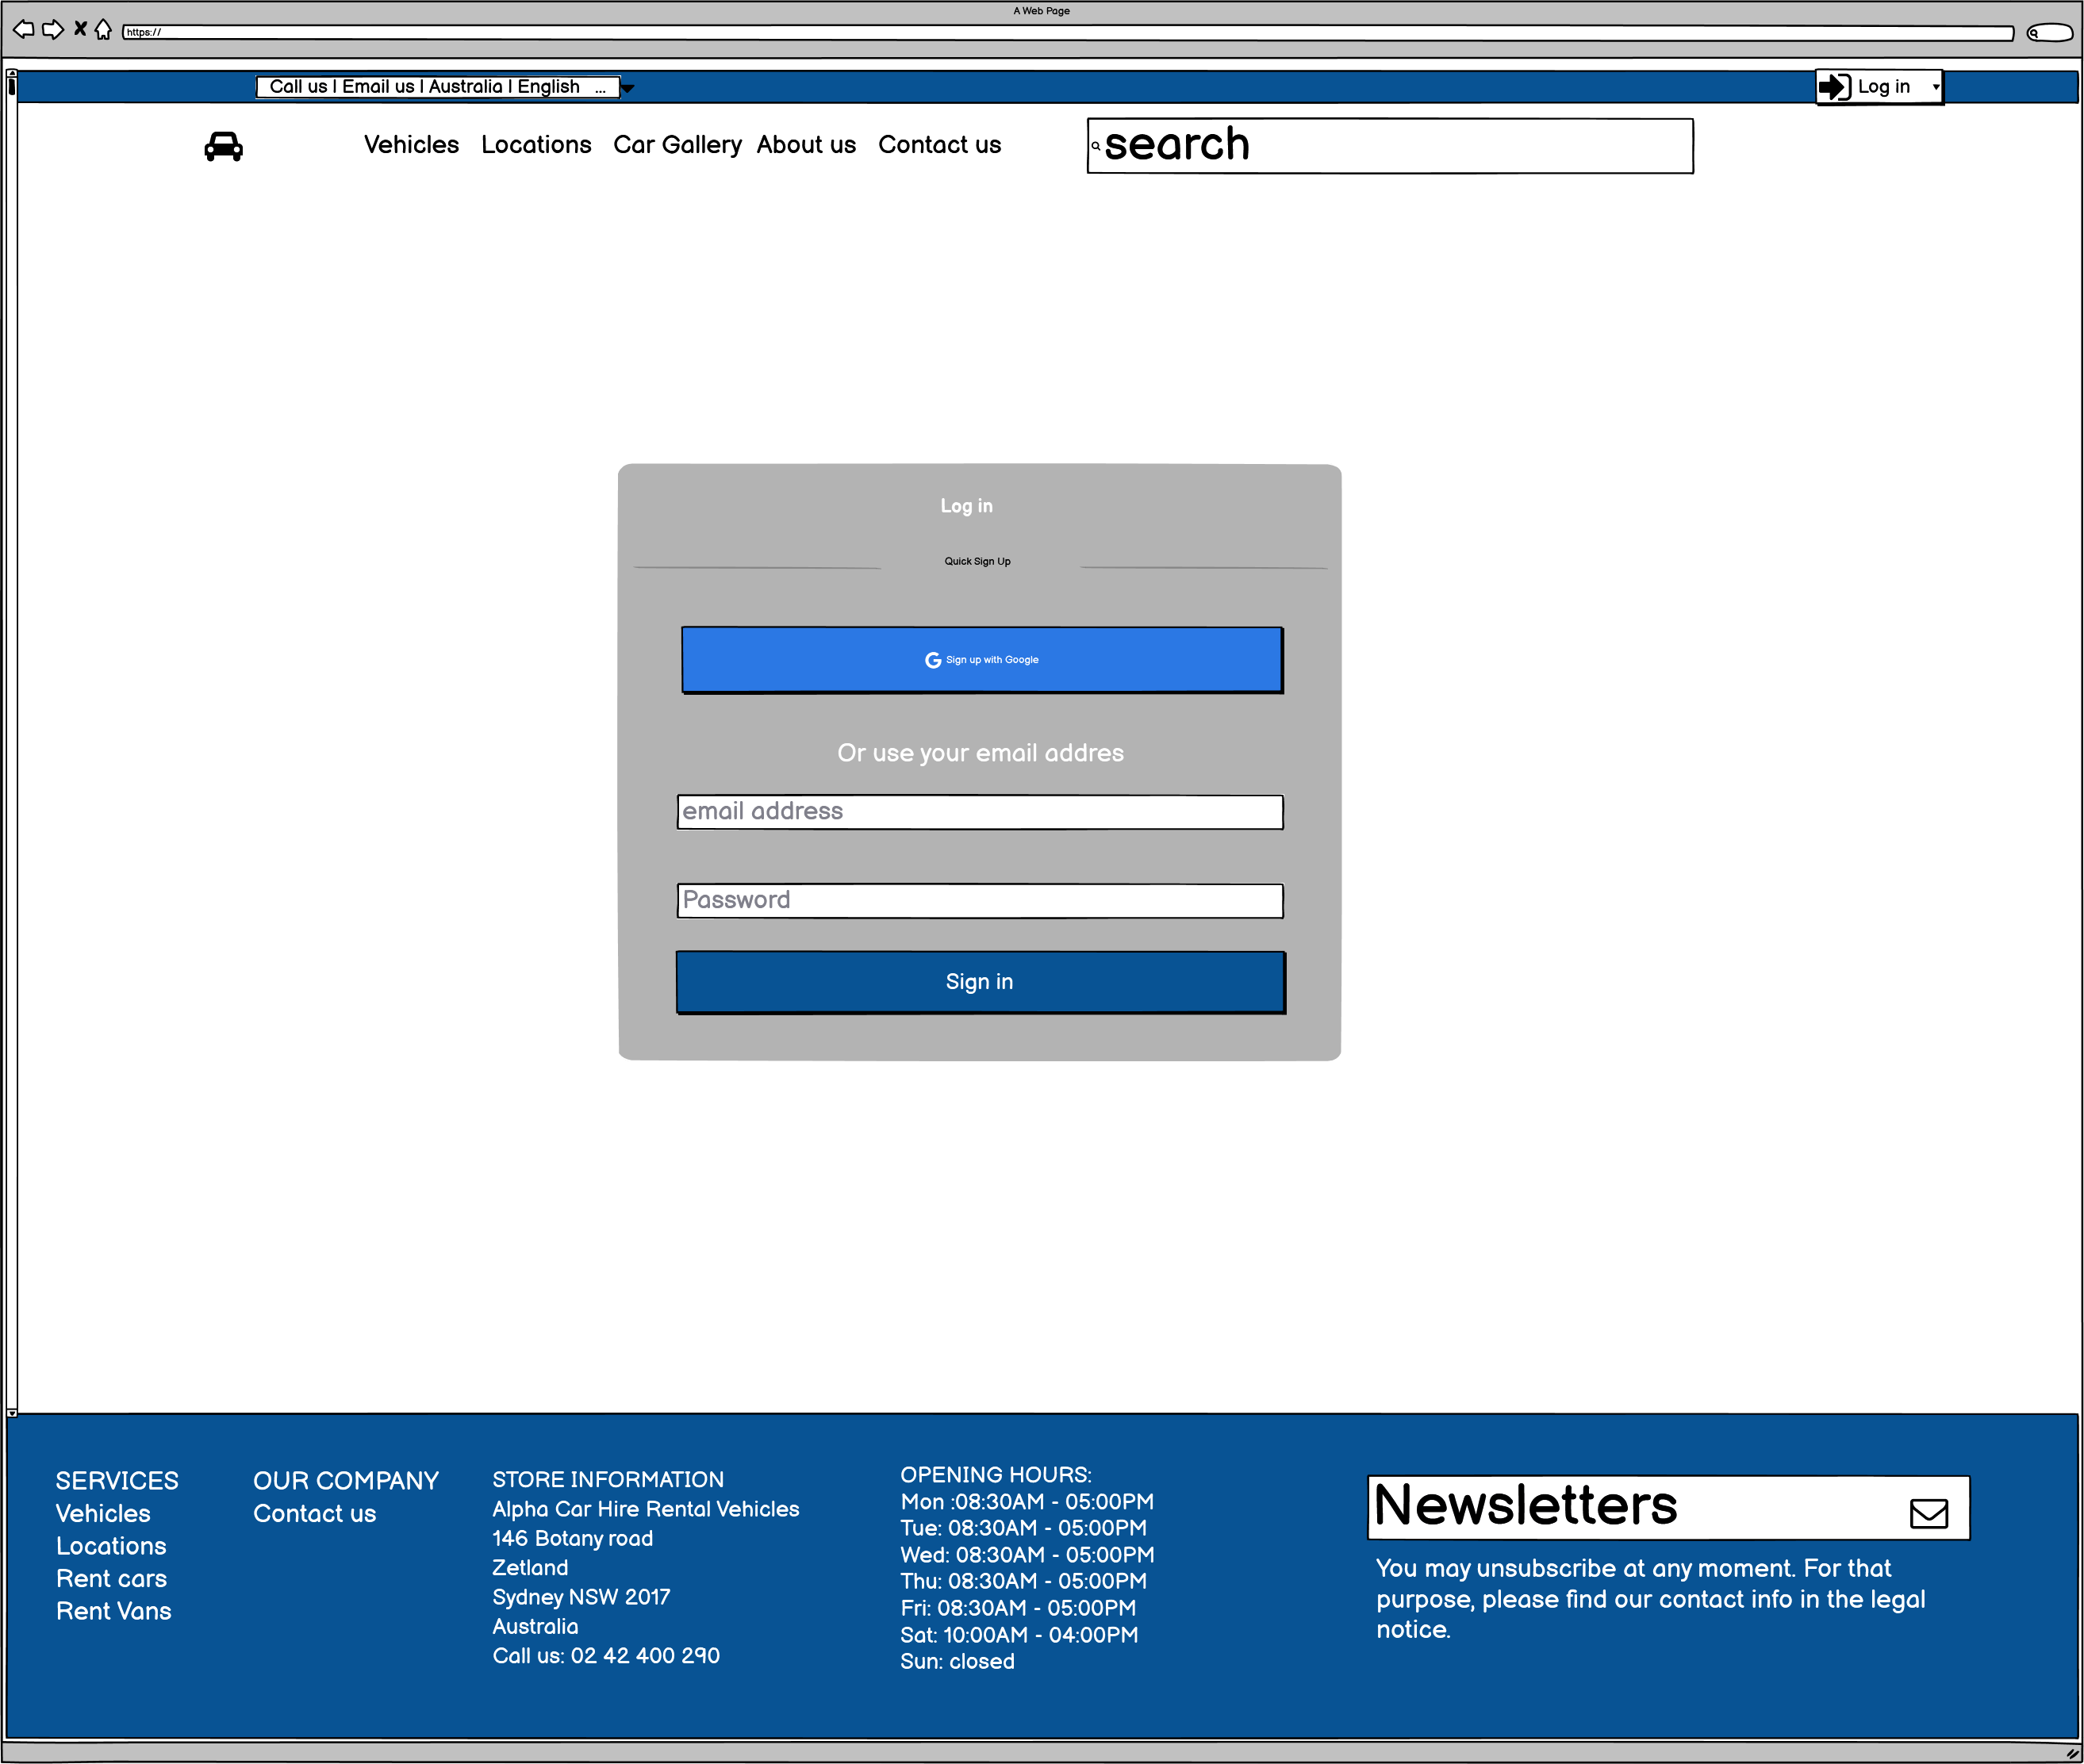 A Web Page
https://
Call us | Email us | Australia | English ...
Log in
Vehicles Locations Car Gallery About us Contact us
search
Log in
Quick Sign Up
Sign up with Google
Or use your email addres
email address
Password
Sign in
SERVICES
Vehicles
Locations
Rent cars
Rent Vans
OUR COMPANY
Contact us
STORE INFORMATION
Alpha Car Hire Rental Vehicles
146 Botany road
Zetland
Sydney NSW 2017
Australia
Call us: 02 42 400 290
OPENING HOURS:
Mon :08:30AM - 05:00PM
Tue: 08:30AM - 05:00PM
Wed: 08:30AM - 05:00PM
Thu: 08:30AM - 05:00PM
Fri: 08:30AM - 05:00PM
Sat: 10:00AM - 04:00PM
Sun: closed
Newsletters
You may unsubscribe at any moment. For that
purpose, please find our contact info in the legal
notice.